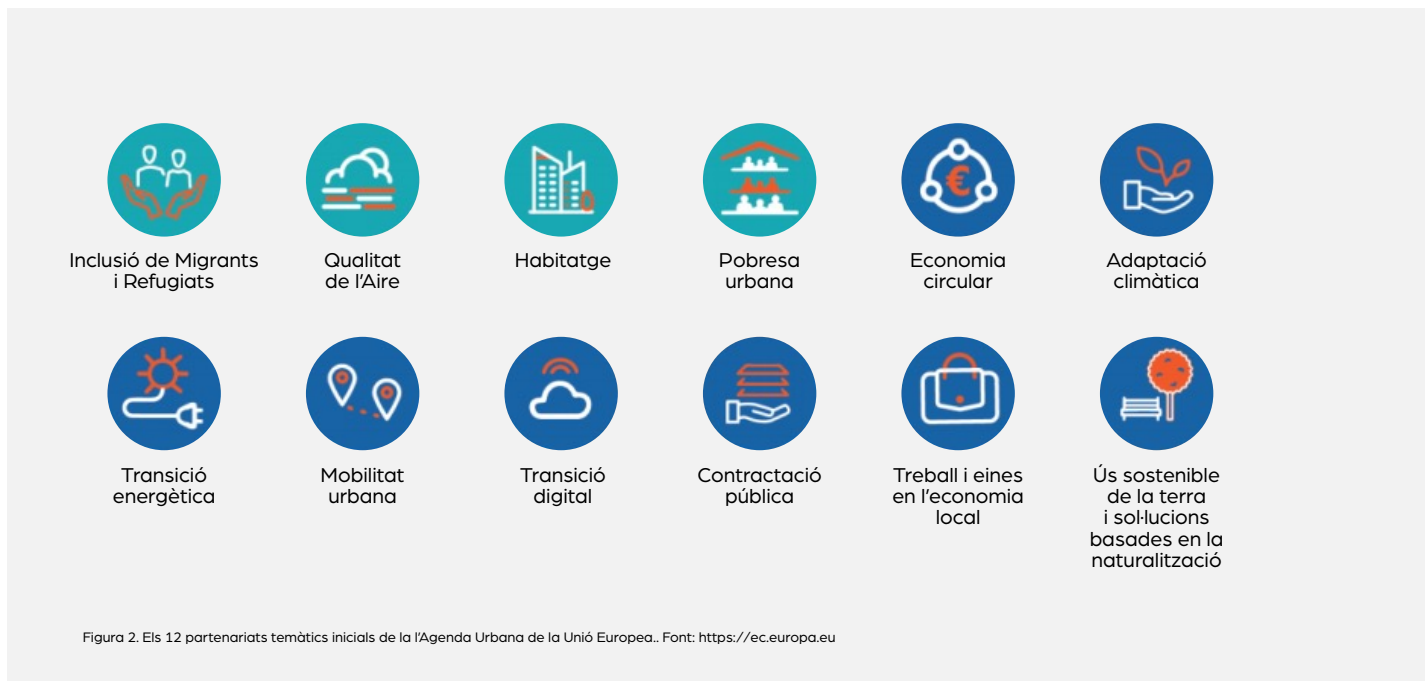 Inclusió de Migrants
i Refugiats
Qualitat
de l'Aire
Habitatge
Pobresa
urbana
Economia
circular
Adaptació
climàtica
Transició
energètica
Mobilitat
urbana
Transició
digital
Contractació
pública
Treball i eines
en l'economia
local
Ús sostenible
de la terra
i sol·lucions
basades en la
naturalització
Figura 2. Els 12 partenariats temàtics inicials de la l'Agenda Urbana de la Unió Europea.. Font: https://ec.europa.eu